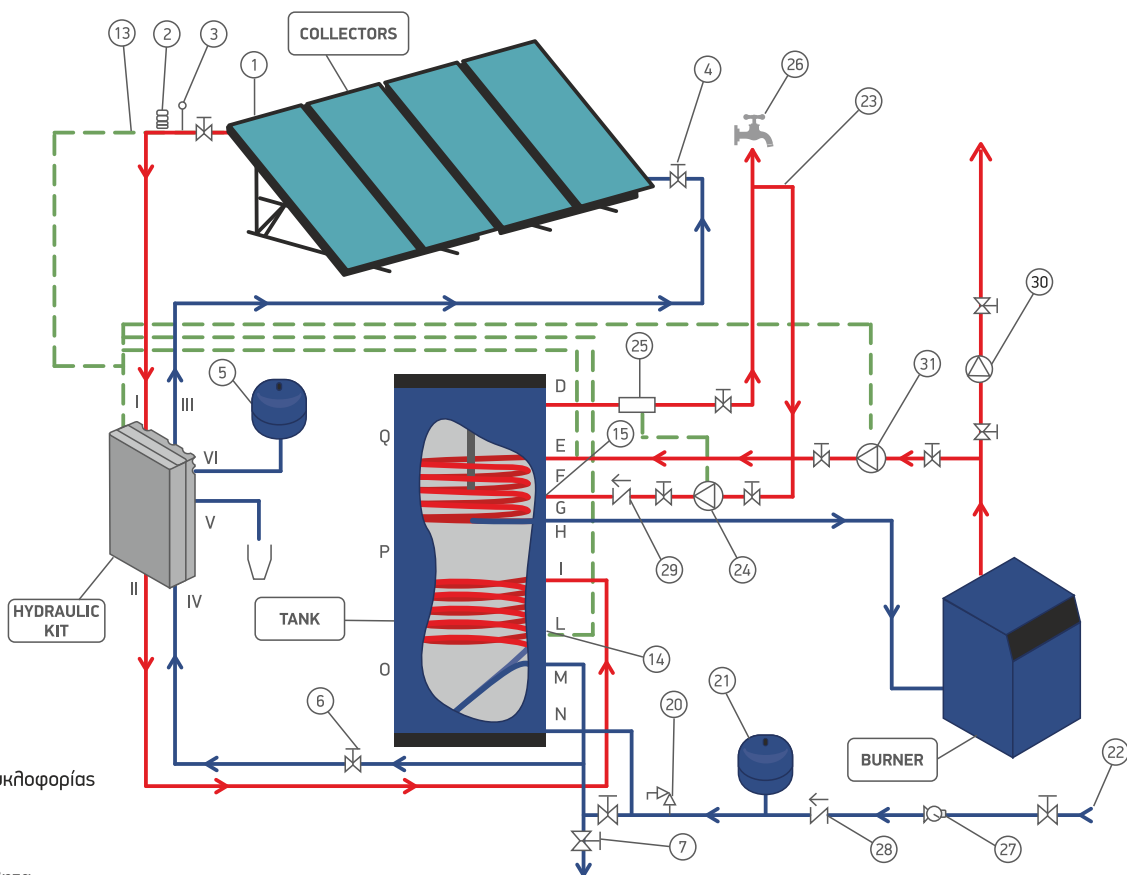 13
2
3
1
COLLECTORS
4
26
23
30
25
31
5
I
III
D
Q
15
E
VI
F
G
V
H
P
I
29
24
II
IV
HYDRAULIC
KIT
TANK
L
14
O
M
21
6
20
N
BURNER
22
υκλοφορίας
7
28
27